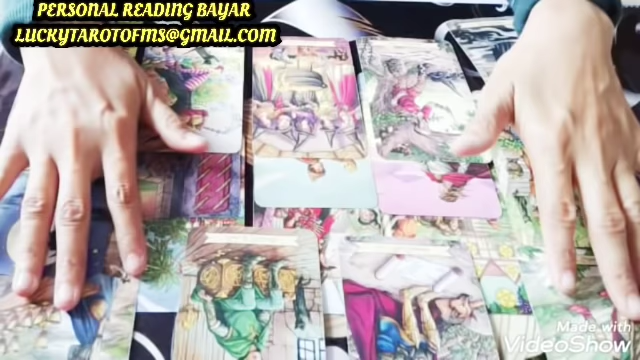 PERSONAL READING BAYAR
LUCKYTAROTOFMS@GMAIL.COM
Made with
VideoShow